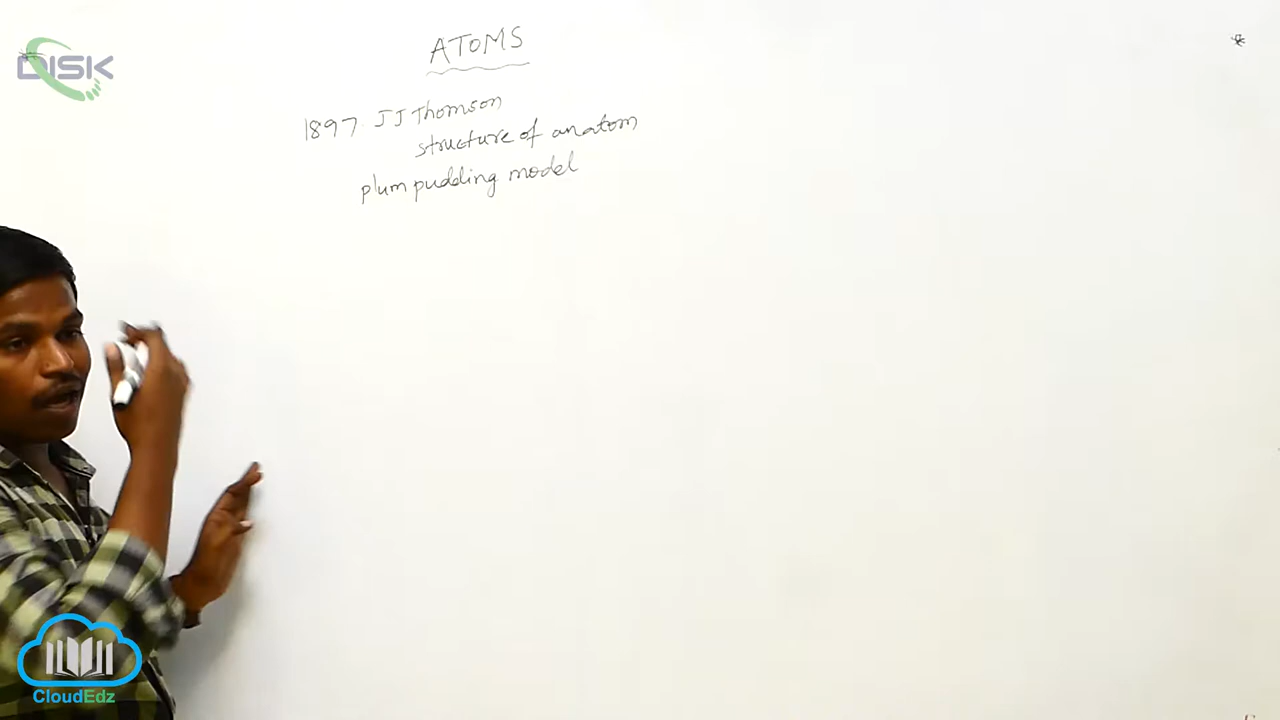 DISK
ATOMS
1897 JJ Thomson
structure of an atom
plum pudding model
CloudEdz